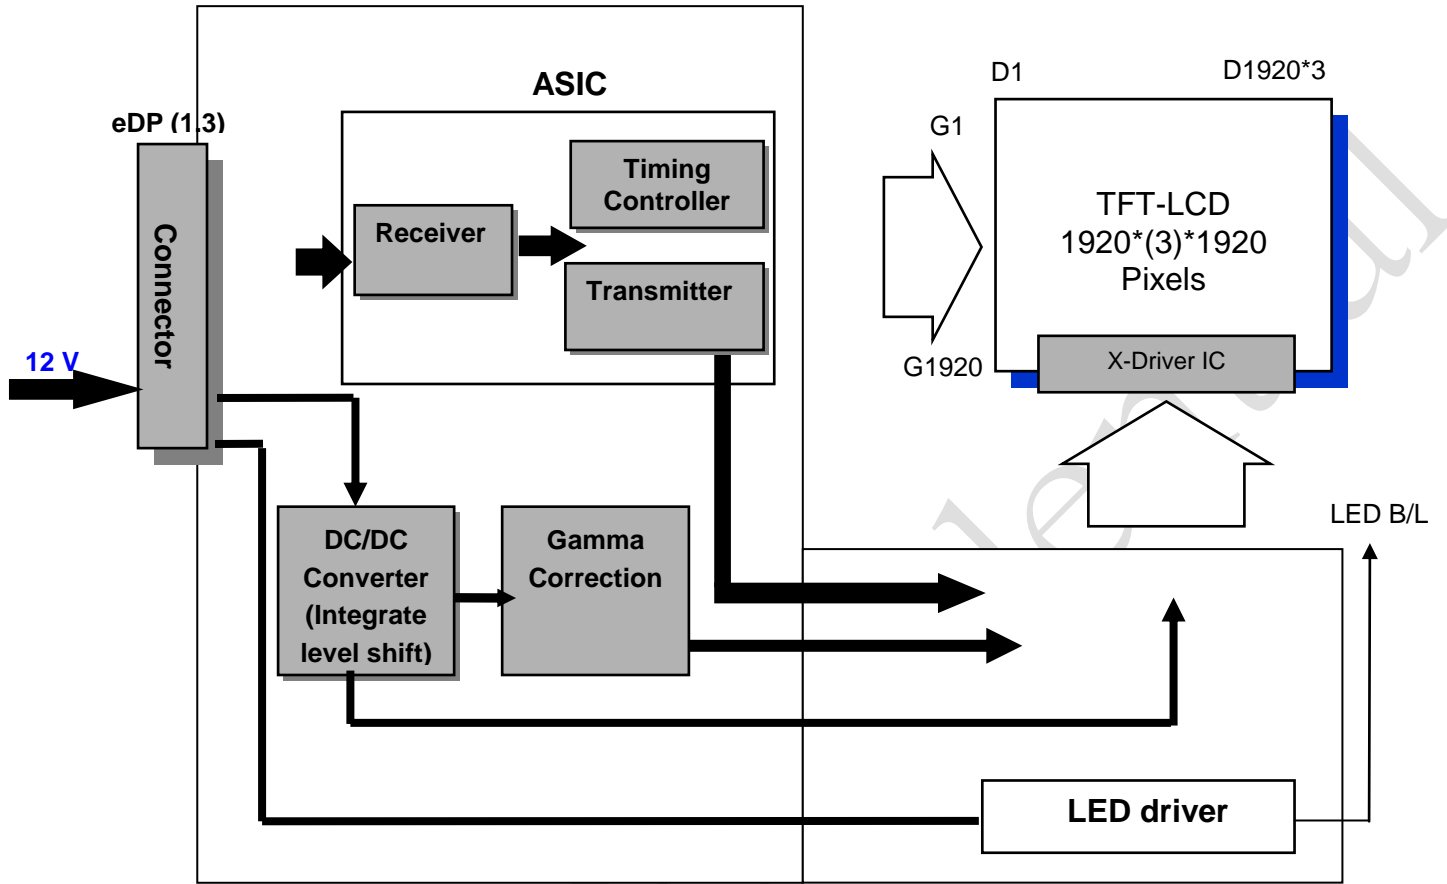 ASIC
eDP (1.3)
Connector
12 V
Receiver
Timing
Controller
Transmitter
DC/DC
Converter
(Integrate
level shift)
Gamma
Correction
D1
D1920*3
G1
G1920
TFT-LCD
1920*(3)*1920
Pixels
X-Driver IC
LED B/L
LED driver